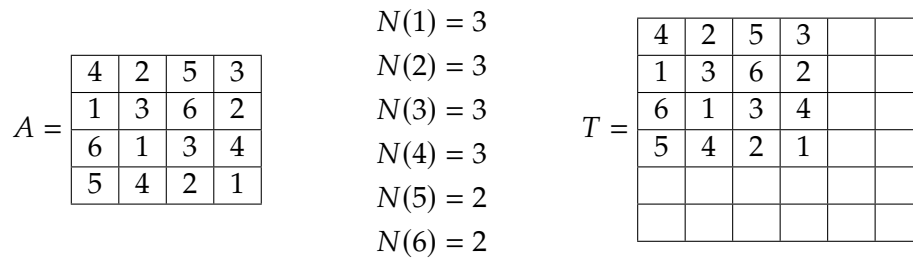 A =
4 2 5 3
1 3 6 2
6 1 3 4
5 4 2 1
N(1) = 3
N(2) = 3
N(3) = 3
N(4) = 3
N(5) = 2
N(6) = 2
T =
4 2 5 3
1 3 6 2
6 1 3 4
5 4 2 1